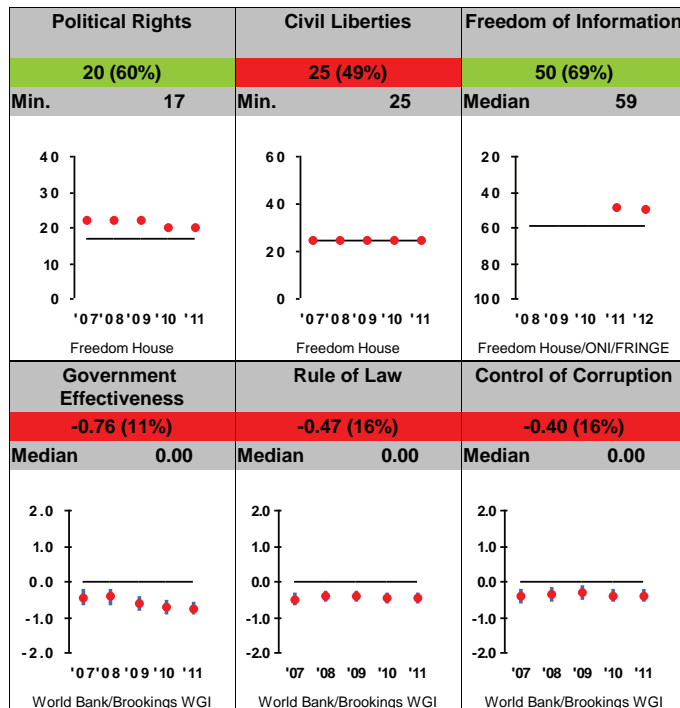 Political Rights
20 (60%)
Min. 17
40
30
20
10
0
'07 '08 '09 '10 '11
Freedom House
Civil Liberties
25 (49%)
Min. 25
60
40
20
0
'07 '08 '09 '10 '11
Freedom House
Freedom of Information
50 (69%)
Median 59
20
40
60
80
100
'08 '09 '10 '11 '12
Freedom House/ONI/FRINGE
Government
Effectiveness
-0.76 (11%)
Median 0.00
2.0
1.0
0.0
-1.0
-2.0
'07 '08 '09 '10 '11
World Bank/Brookings WGI
Rule of Law
-0.47 (16%)
Median 0.00
2.0
1.0
0.0
-1.0
-2.0
'07 '08 '09 '10 '11
World Bank/Brookings WGI
Control of Corruption
-0.40 (16%)
Median 0.00
2.0
1.0
0.0
-1.0
-2.0
'07 '08 '09 '10 '11
World Bank/Brookings WGI